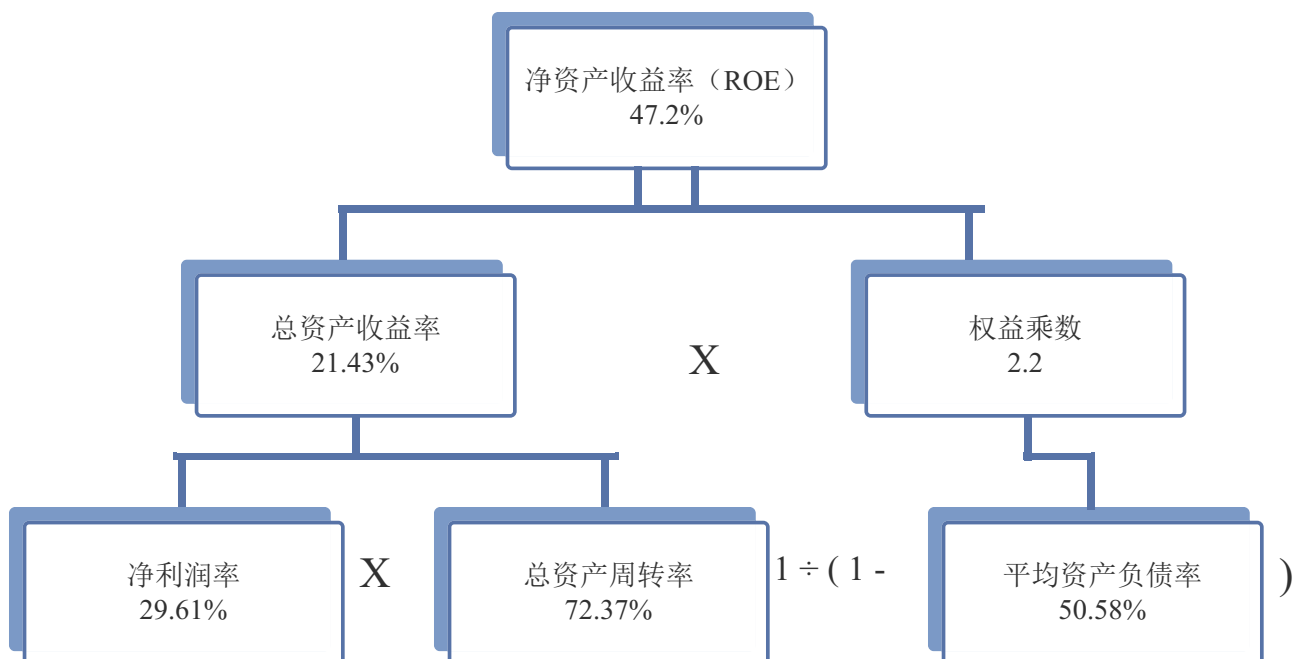 净资产收益率（ROE）
47.2%
总资产收益率
21.43%
X
权益乘数
2.2
净利润率
29.61%
X
总资产周转率
72.37%
1 ÷ ( 1 -
平均资产负债率
50.58%
)